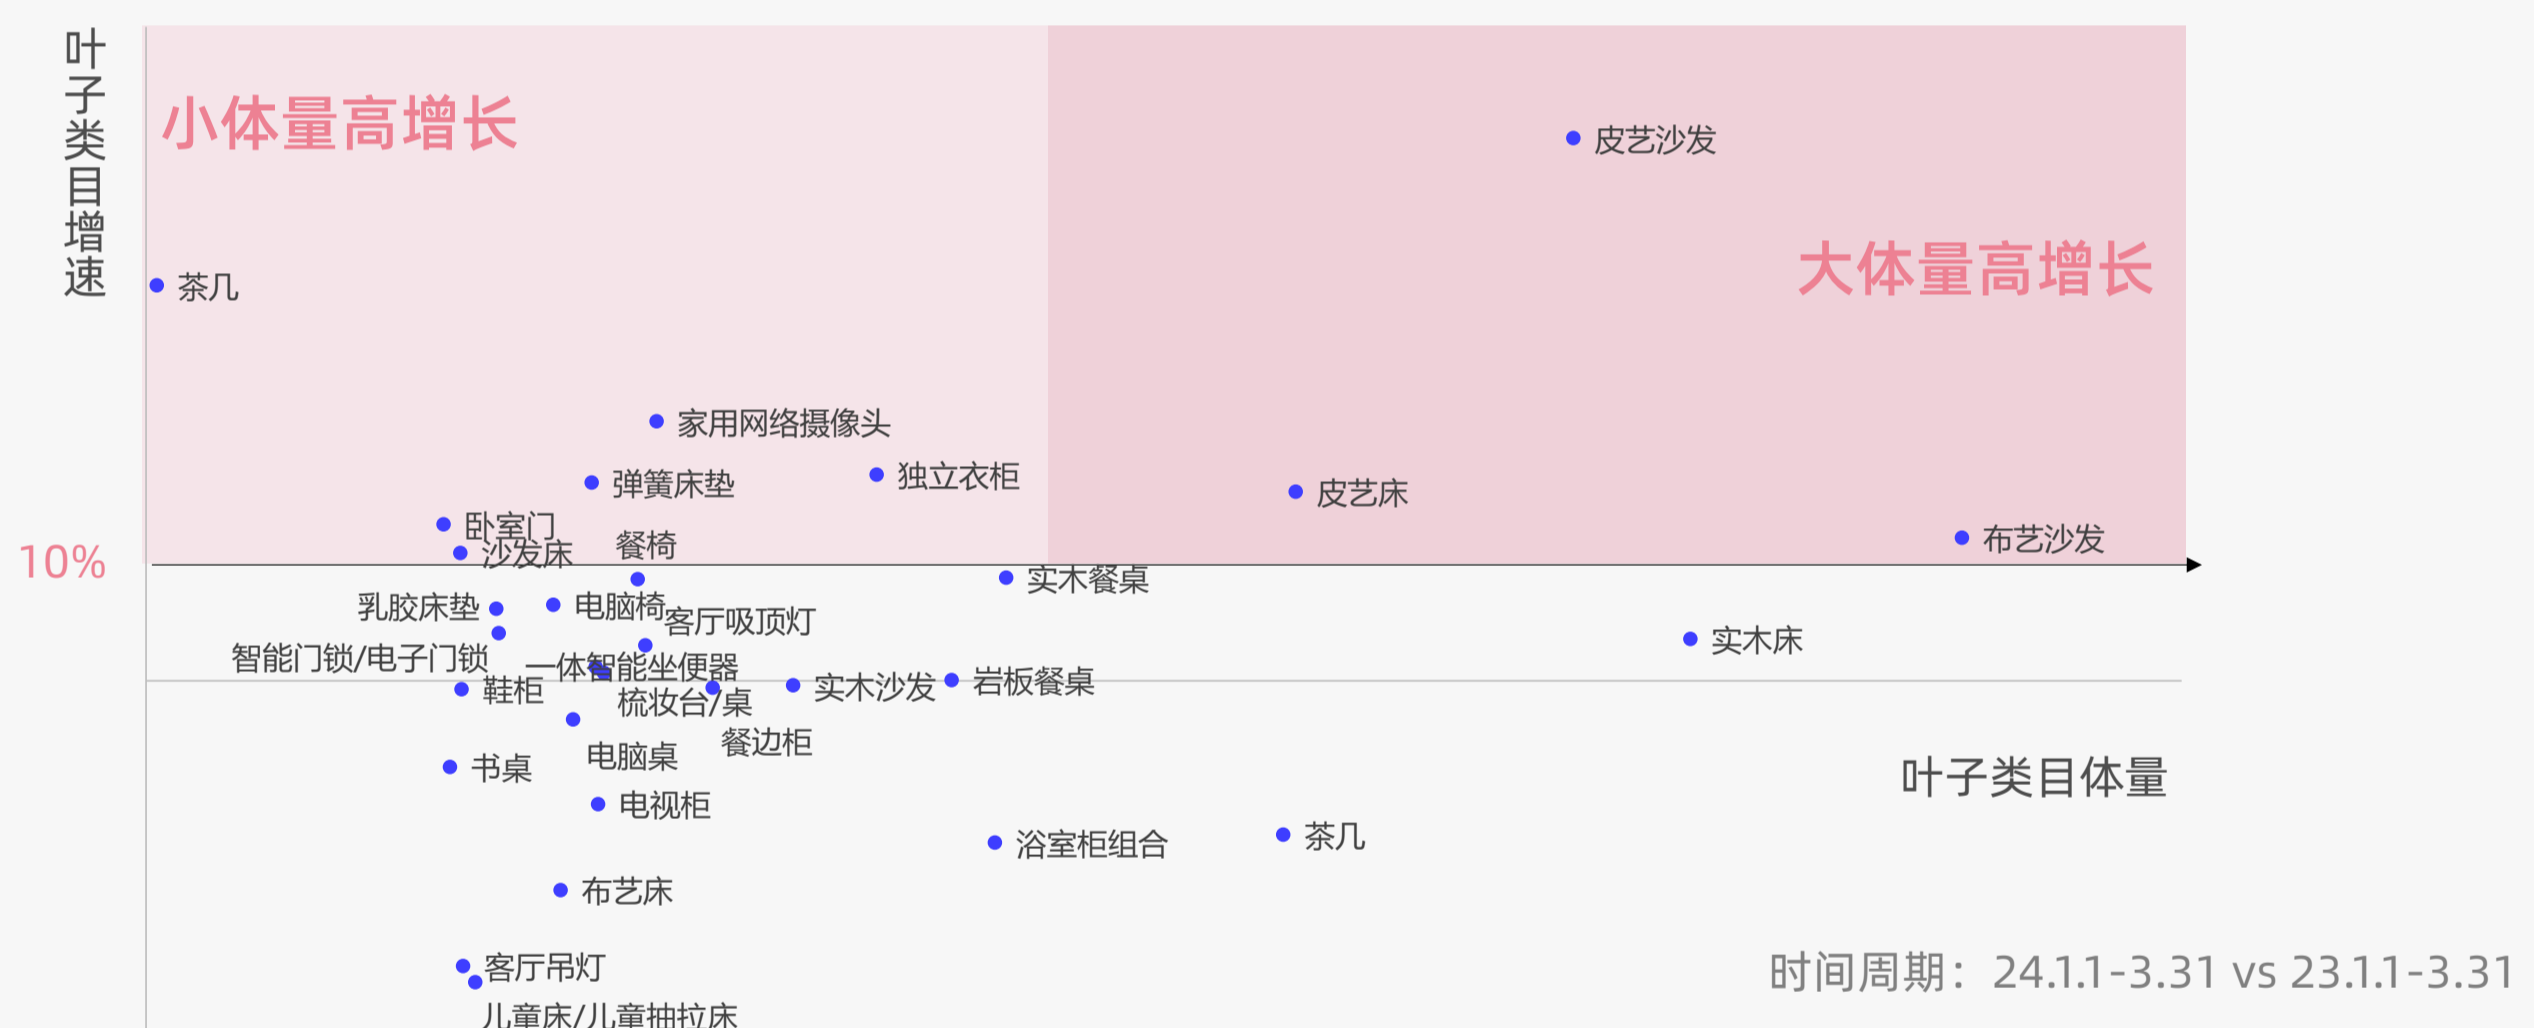 叶子类目增速
小体量高增长
皮艺沙发
大体量高增长
茶几
家用网络摄像头
独立衣柜
弹簧床垫
皮艺床
卧室门
布艺沙发
沙发床
餐椅
10%
实木餐桌
乳胶床垫
电脑椅
客厅吸顶灯
实木床
智能门锁/电子门锁
一体智能坐便器
鞋柜
梳妆台/桌
实木沙发
岩板餐桌
餐边柜
电脑桌
书桌
叶子类目体量
电视柜
浴室柜组合
茶几
布艺床
客厅吊灯
时间周期：24.1.1-3.31 vs 23.1.1-3.31
儿童床/儿童抽拉床